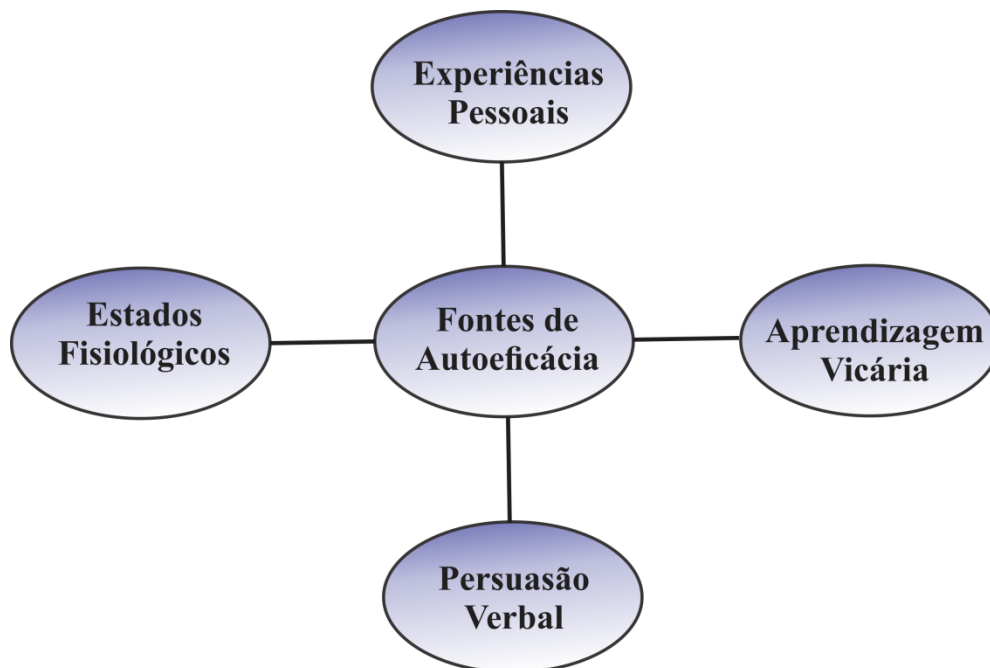 Experiências
Pessoais
Estados
Fisiológicos
Fontes de
Autoeficácia
Aprendizagem
Vicária
Persuasão
Verbal